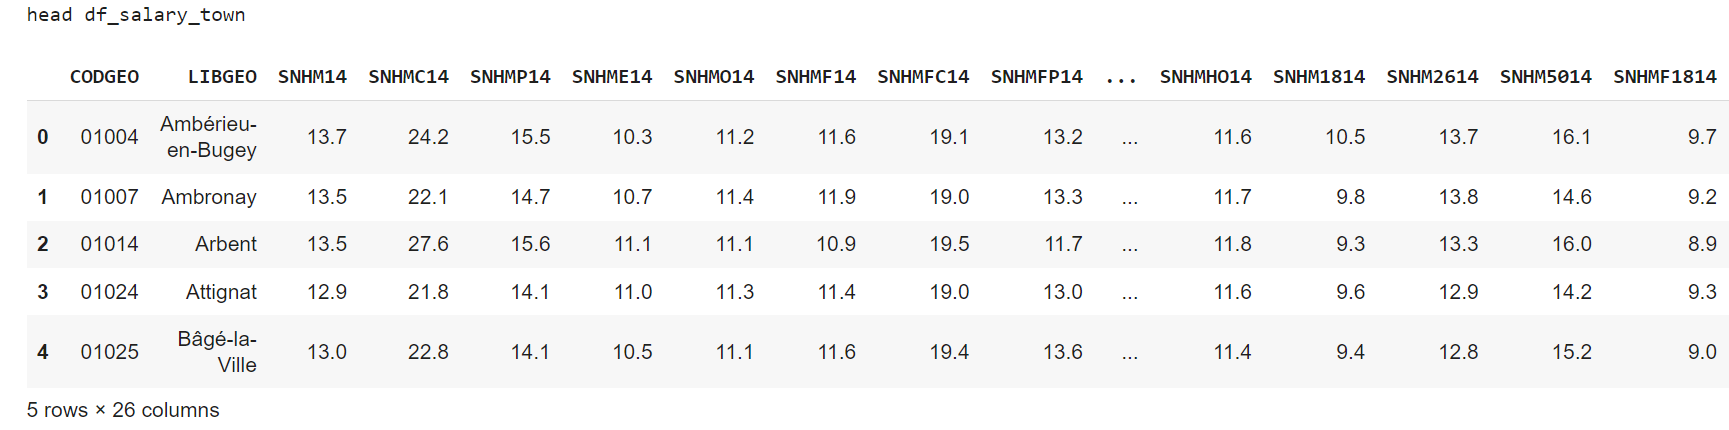 head df_salary_town
CODGEO LIBGEO SNHM14 SNHMC14 SNHMP14 SNHME14 SNHMO14 SNHMF14 SNHMFC14 SNHMFP14 ... SNHMHO14 SNHM1814 SNHM2614 SNHM5014 SNHMF1814
0 01004 Ambérieu-
en-Bugey 13.7 24.2 15.5 10.3 11.2 11.6 19.1 13.2 ... 11.6 10.5 13.7 16.1 9.7
1 01007 Ambronay 13.5 22.1 14.7 10.7 11.4 11.9 19.0 13.3 ... 11.7 9.8 13.8 14.6 9.2
2 01014 Arbent 13.5 27.6 15.6 11.1 11.1 10.9 19.5 11.7 ... 11.8 9.3 13.3 16.0 8.9
3 01024 Attignat 12.9 21.8 14.1 11.0 11.3 11.4 19.0 13.0 ... 11.6 9.6 12.9 14.2 9.3
4 01025 Bâgé-la-
Ville 13.0 22.8 14.1 10.5 11.1 11.6 19.4 13.6 ... 11.4 9.4 12.8 15.2 9.0
5 rows × 26 columns